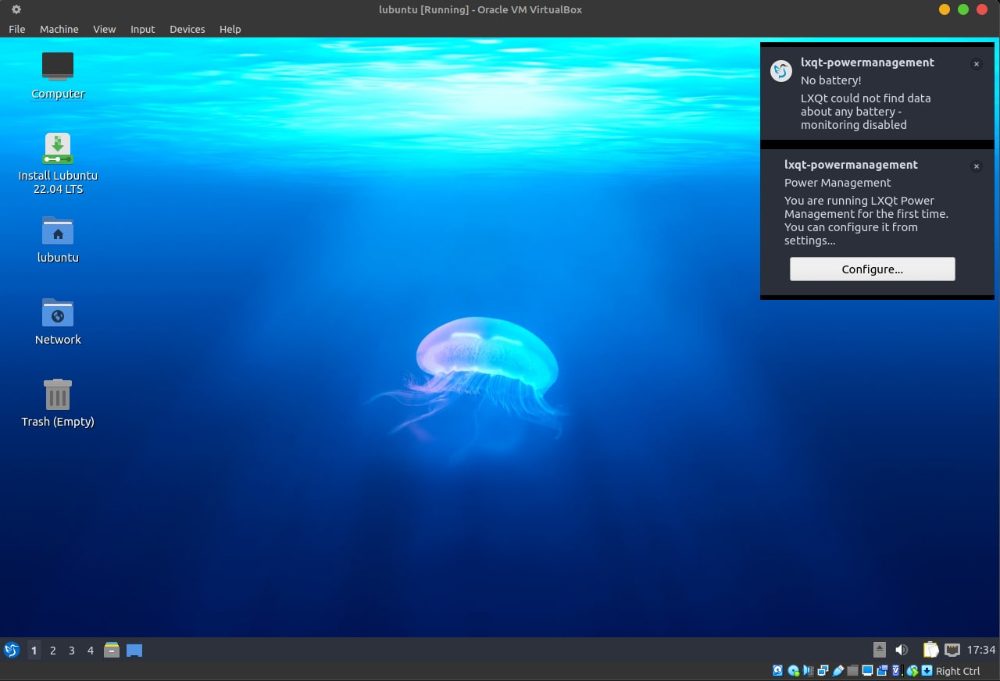 lubuntu [Running] - Oracle VM VirtualBox
File Machine View Input Devices Help
Computer
Install Lubuntu
22.04 LTS
lubuntu
Network
Trash (Empty)
lxqt-powermanagement
No battery!
LXQt could not find data
about any battery -
monitoring disabled
lxqt-powermanagement
Power Management
You are running LXQt Power
Management for the first time.
You can configure it from
settings...
Configure...
1 2 3 4
17:34
Right Ctrl